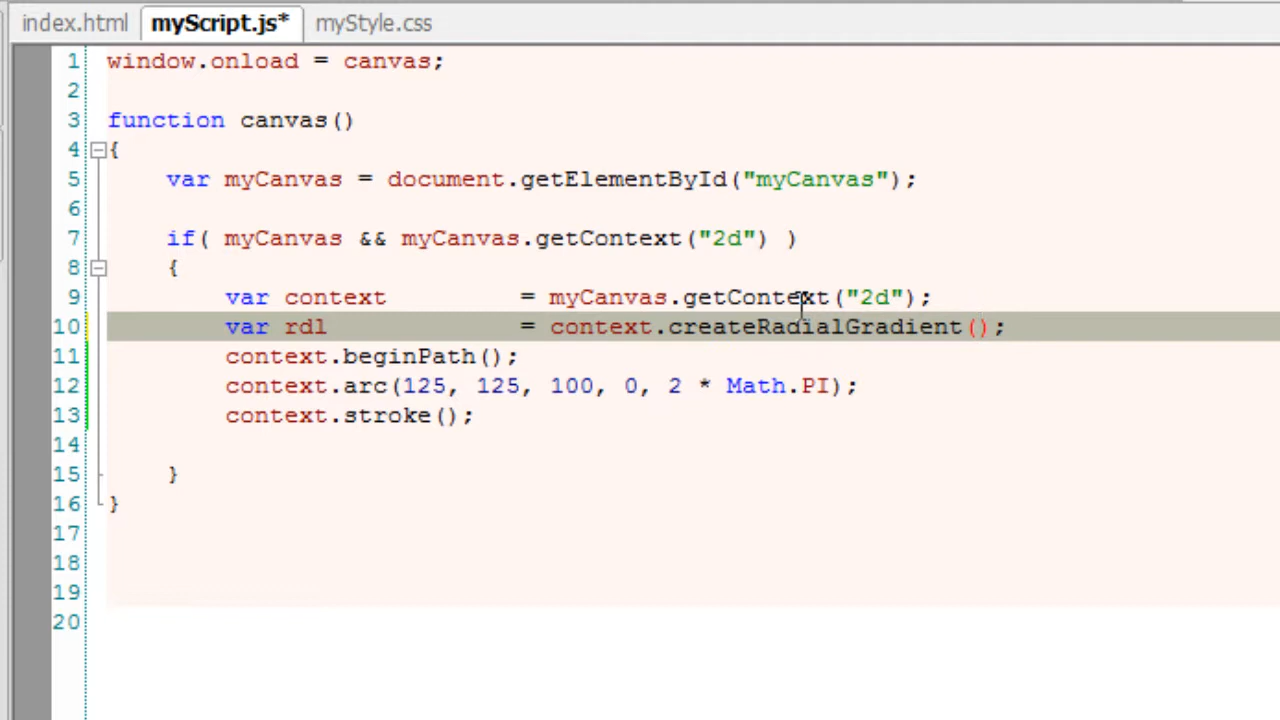 index.html myScript.js* myStyle.css
1 window.onload = canvas;
2
3 function canvas()
4 {
5 var myCanvas = document.getElementById("myCanvas");
6
7 if( myCanvas && myCanvas.getContext("2d") )
8 {
9 var context = myCanvas.getContext("2d");
10 var rdl = context.createRadialGradient();
11 context.beginPath();
12 context.arc(125, 125, 100, 0, 2 * Math.PI);
13 context.stroke();
14
15 }
16 }
17
18
19
20